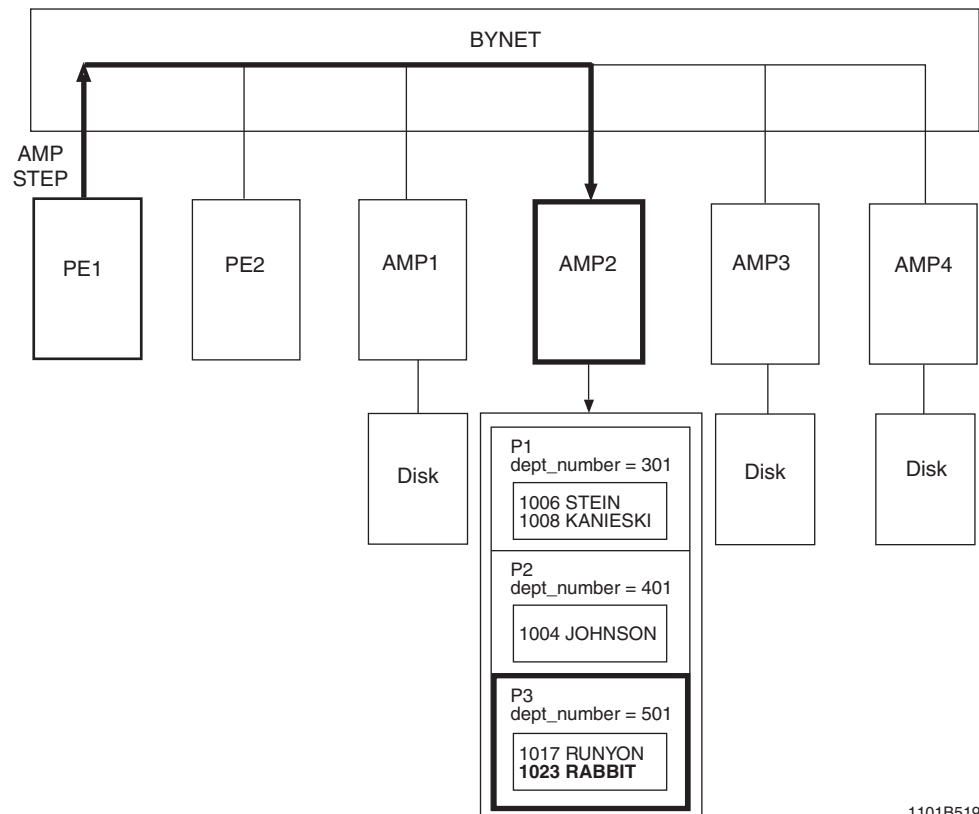 BYNET
AMP
STEP
PE1
PE2
AMP1
AMP2
AMP3
AMP4
Disk
P1
dept_number = 301
1006 STEIN
1008 KANIESKI
P2
dept_number = 401
1004 JOHNSON
P3
dept_number = 501
1017 RUNYON
1023 RABBIT
Disk
Disk
1101B519